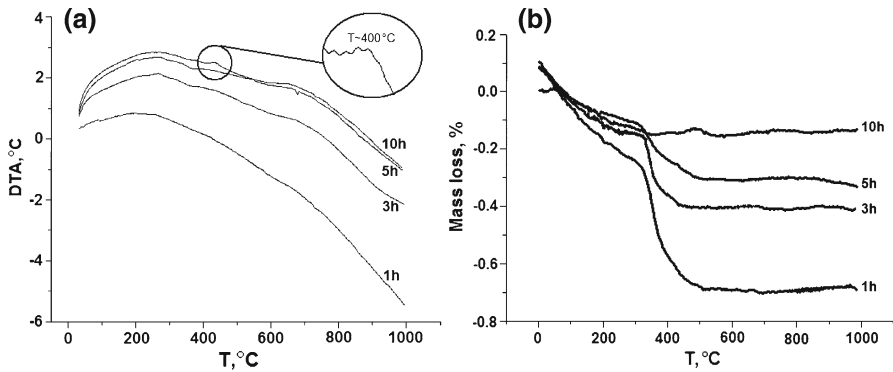 (a)
4
2
0
-2
-4
-6
DTA,°C
T~400°C
10h
5h
3h
1h
0 200 400 600 800 1000
T,°C
(b)
0.2
0.0
-0.2
-0.4
-0.6
-0.8
Mass loss, %
10h
5h
3h
1h
0 200 400 600 800 1000
T,°C